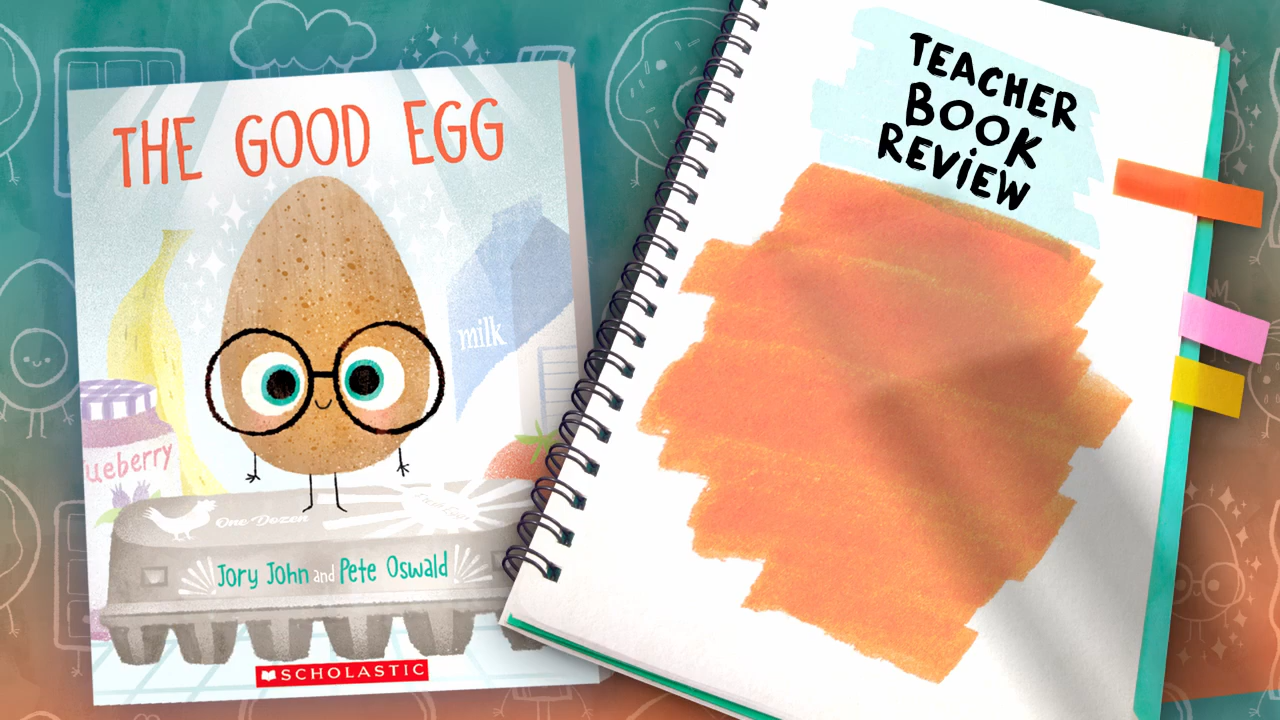 THE GOOD EGG
milk
ueberry
One Dozen
Jory John and Pete Oswald
SCHOLASTIC
TEACHER
BOOK
REVIEW